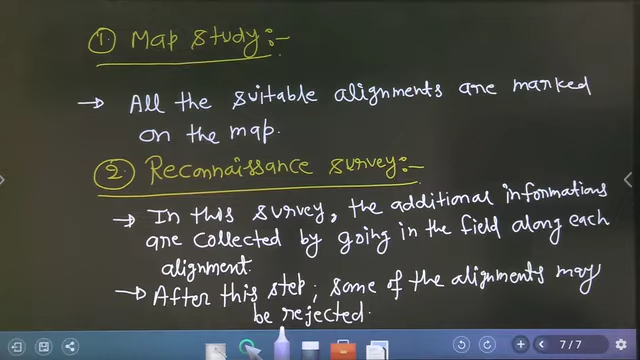 ① Map Study:-
→ All the suitable alignments are marked
on the map.
② Reconnaissance survey:-
→ In this survey, the additional informations
are collected by going in the field along each
alignment.
→ After this step, some of the alignments may
be rejected.
7 / 7